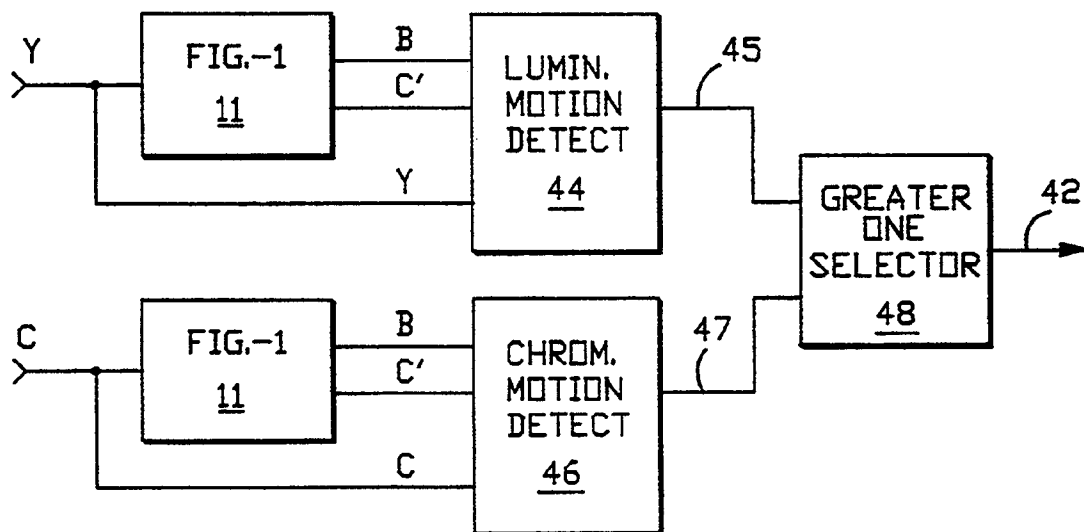 Y
FIG.-1
11
B
C'
Y
LUMIN.
MOTION
DETECT
44
45
GREATER
ONE
SELECTOR
48
42
C
FIG.-1
11
B
C'
C
CHROM.
MOTION
DETECT
46
47